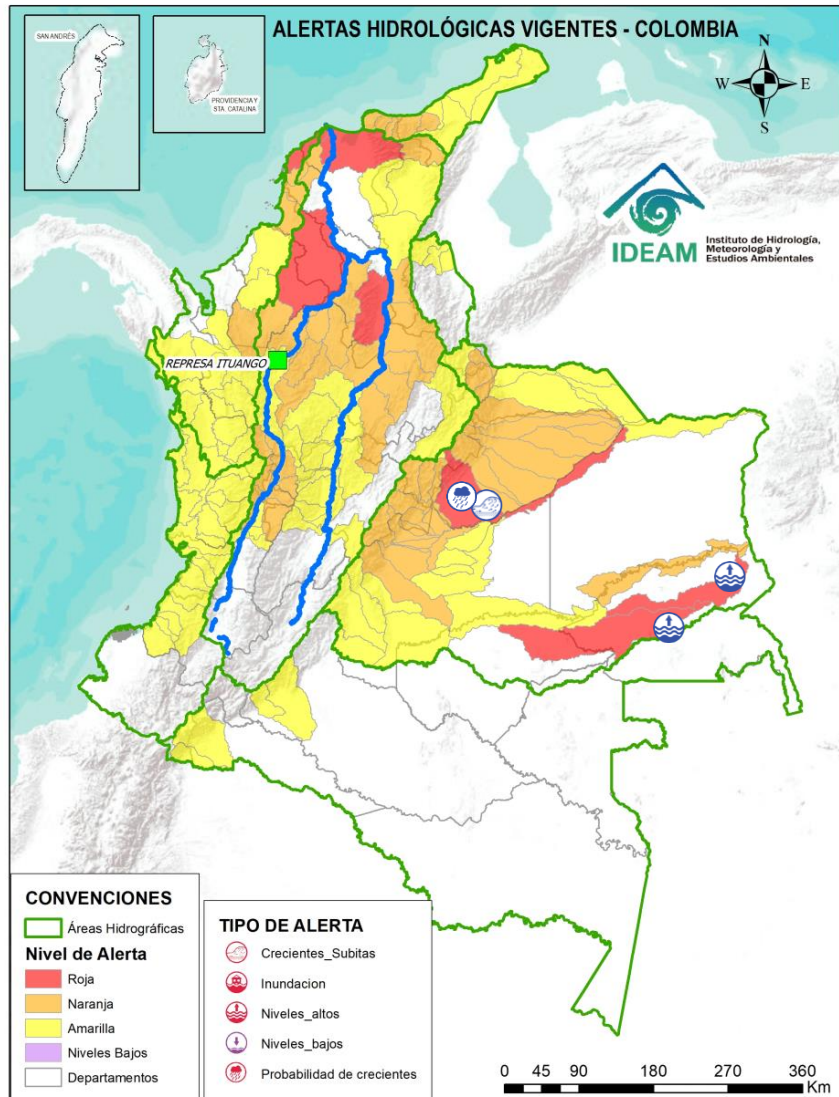 ALERTAS HIDROLÓGICAS VIGENTES - COLOMBIA
SAN ANDRÉS
PROVIDENCIA Y
STA. CATALINA
N
W
E
S
IDEAM
Instituto de Hidrología,
Meteorología y
Estudios Ambientales
REPRESA ITUANGO
CONVENCIONES
Áreas Hidrográficas
Nivel de Alerta
Roja
Naranja
Amarilla
Niveles Bajos
Departamentos
TIPO DE ALERTA
Crecientes_Subitas
Inundacion
Niveles_altos
Niveles_bajos
Probabilidad de crecientes
0 45 90 180 270 360
Km